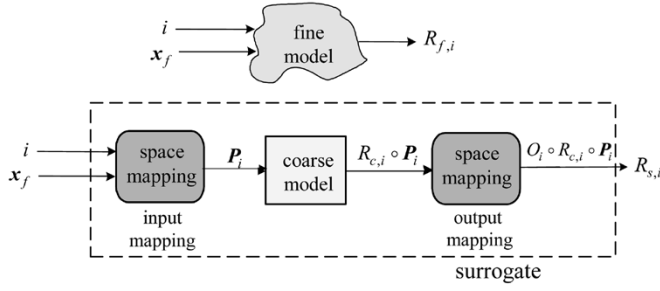 i
x_f
fine
model
R_{f,i}
i
x_f
space
mapping
input
mapping
P_i
coarse
model
R_{c,i} ∘ P_i
space
mapping
output
mapping
O_i ∘ R_{c,i} ∘ P_i
R_{s,i}
surrogate